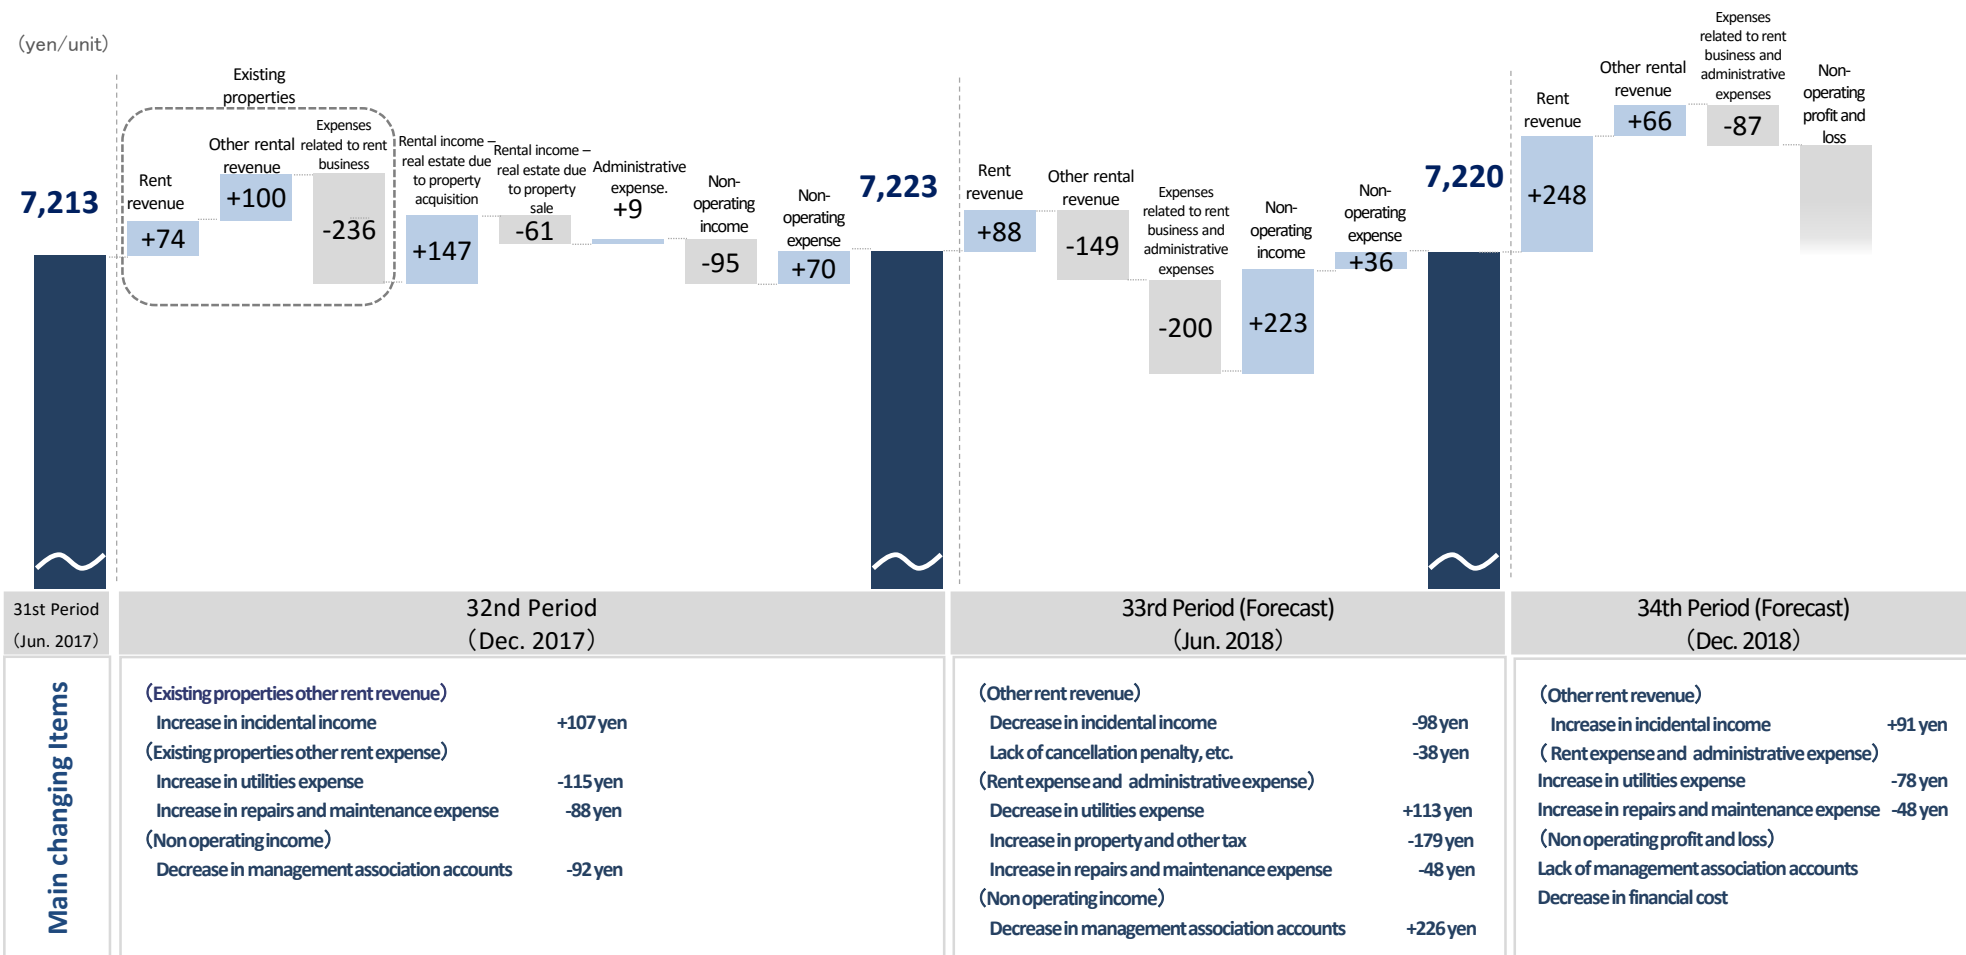 (yen/unit)
Existing
properties
Rent
revenue
+74
Other rental
revenue
+100
Expenses
related to rent
business
-236
Rental income –
real estate due
to property
acquisition
+147
Rental income –
real estate due
to property
sale
-61
Administrative
expense.
+9
Non-
operating
income
-95
Non-
operating
expense
+70
7,213
7,223
Rent
revenue
+88
Other rental
revenue
-149
Expenses
related to rent
business and
administrative
expenses
-200
Non-
operating
income
+223
Non-
operating
expense
+36
7,220
Rent
revenue
+248
Other rental
revenue
+66
Expenses
related to rent
business and
administrative
expenses
-87
Non-
operating
profit and
loss
31st Period
(Jun. 2017)
32nd Period
(Dec. 2017)
33rd Period (Forecast)
(Jun. 2018)
34th Period (Forecast)
(Dec. 2018)
Main changing Items
(Existing properties other rent revenue)
Increase in incidental income +107 yen
(Existing properties other rent expense)
Increase in utilities expense -115 yen
Increase in repairs and maintenance expense -88 yen
(Non operating income)
Decrease in management association accounts -92 yen
(Other rent revenue)
Decrease in incidental income -98 yen
Lack of cancellation penalty, etc. -38 yen
(Rent expense and administrative expense)
Decrease in utilities expense +113 yen
Increase in property and other tax -179 yen
Increase in repairs and maintenance expense -48 yen
(Non operating income)
Decrease in management association accounts +226 yen
(Other rent revenue)
Increase in incidental income +91 yen
( Rent expense and administrative expense)
Increase in utilities expense -78 yen
Increase in repairs and maintenance expense -48 yen
(Non operating profit and loss)
Lack of management association accounts
Decrease in financial cost